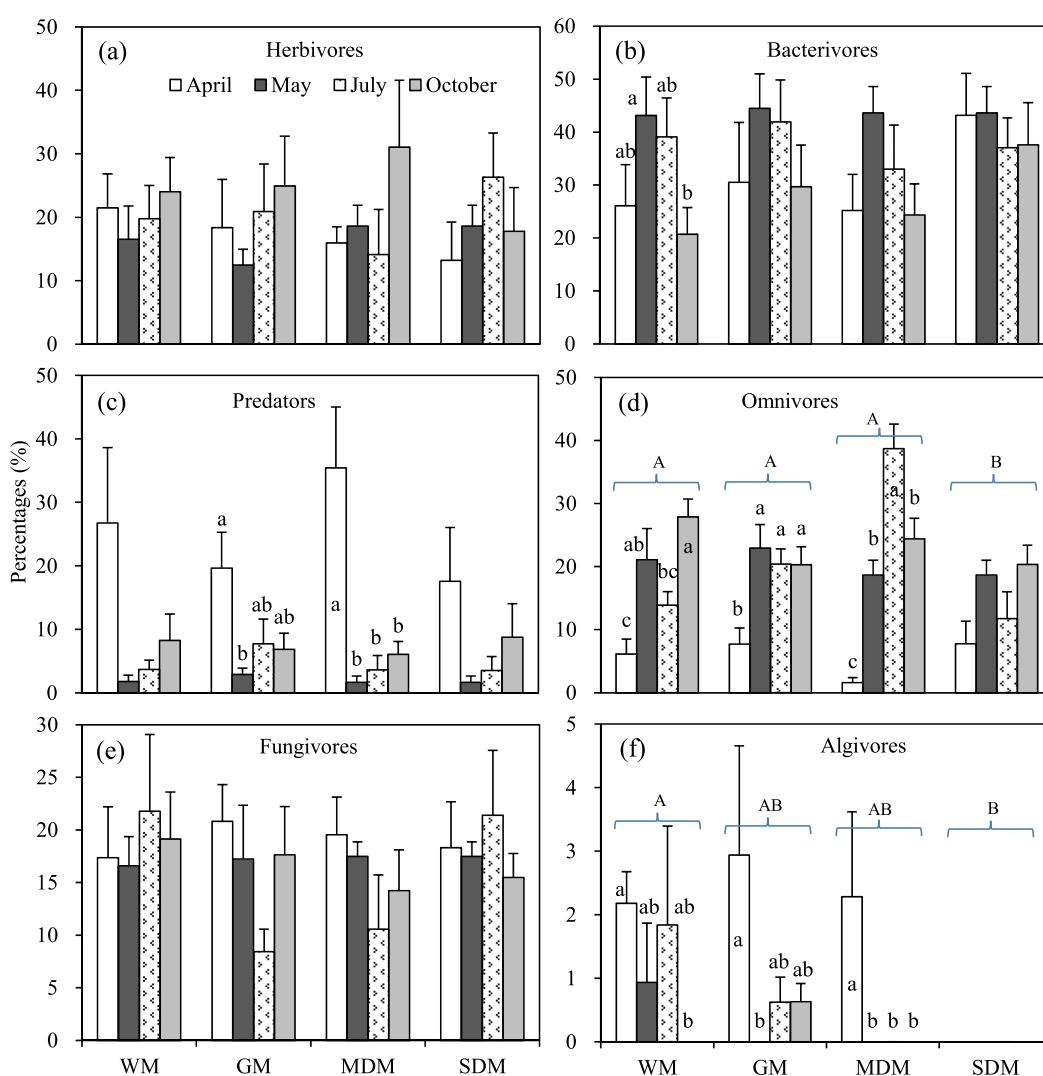 (a) Herbivores
April May July October
50
40
30
20
10
0
(b) Bacterivores
60
50
40
30
20
10
0
ab a ab b
Percentages (%)
(c) Predators
50
40
30
20
10
0
a b ab ab
a b b b
(d) Omnivores
50
40
30
20
10
0
A A A B
c ab bc a
b a a a
c b a b
(e) Fungivores
30
25
20
15
10
5
0
WM GM MDM SDM
(f) Algivores
5
4
3
2
1
0
A AB AB B
a ab ab b
a b ab ab
a b b b
WM GM MDM SDM